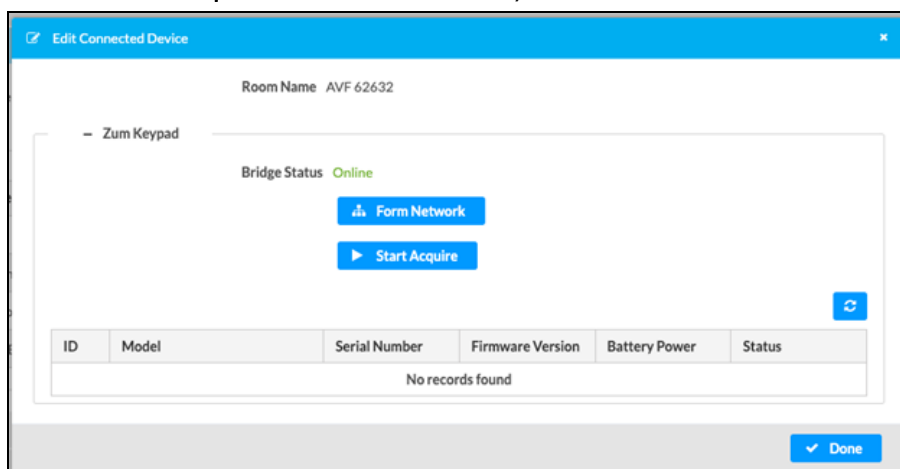 Edit Connected Device ×
Room Name AVF 62632
– Zum Keypad
Bridge Status Online
Form Network
Start Acquire
ID Model Serial Number Firmware Version Battery Power Status
No records found
Done